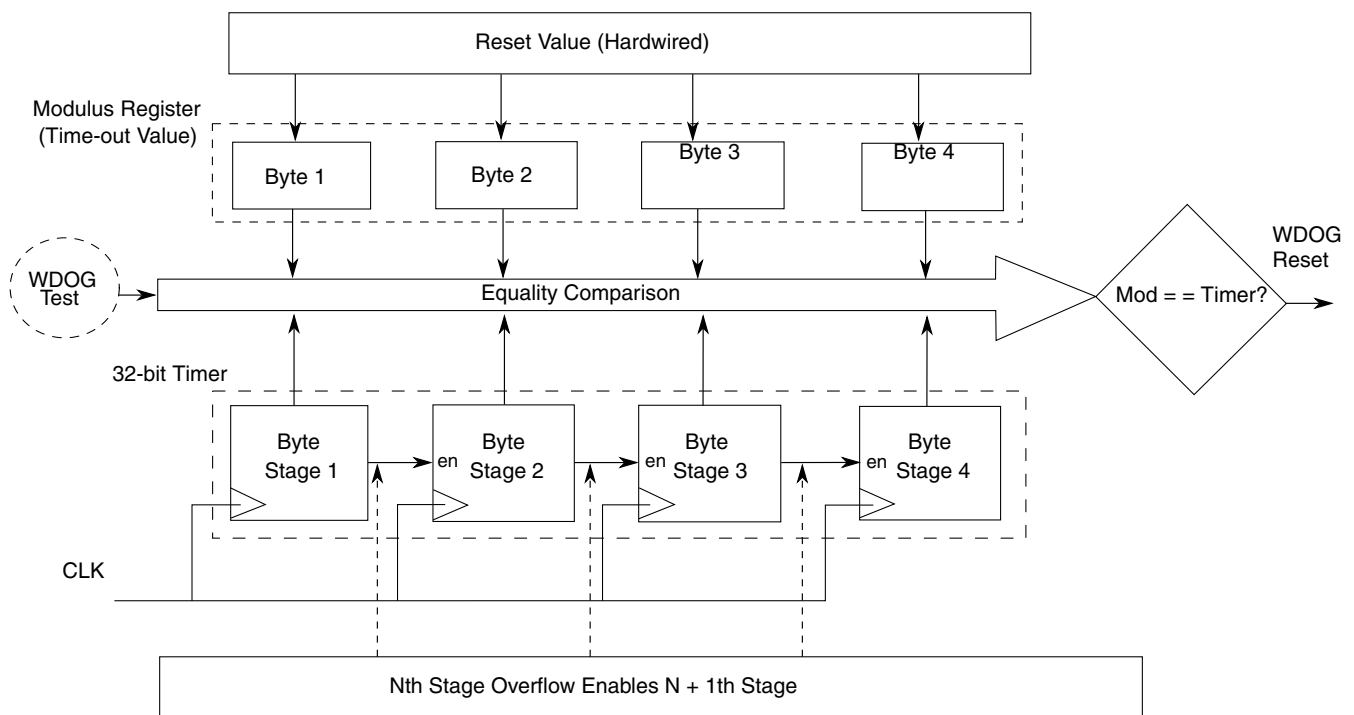 Reset Value (Hardwired)
Modulus Register
(Time-out Value)
Byte 1
Byte 2
Byte 3
Byte 4
WDOG
Test
Equality Comparison
Mod = = Timer?
WDOG
Reset
32-bit Timer
Byte
Stage 1
en
Byte
Stage 2
en
Byte
Stage 3
en
Byte
Stage 4
CLK
Nth Stage Overflow Enables N + 1th Stage